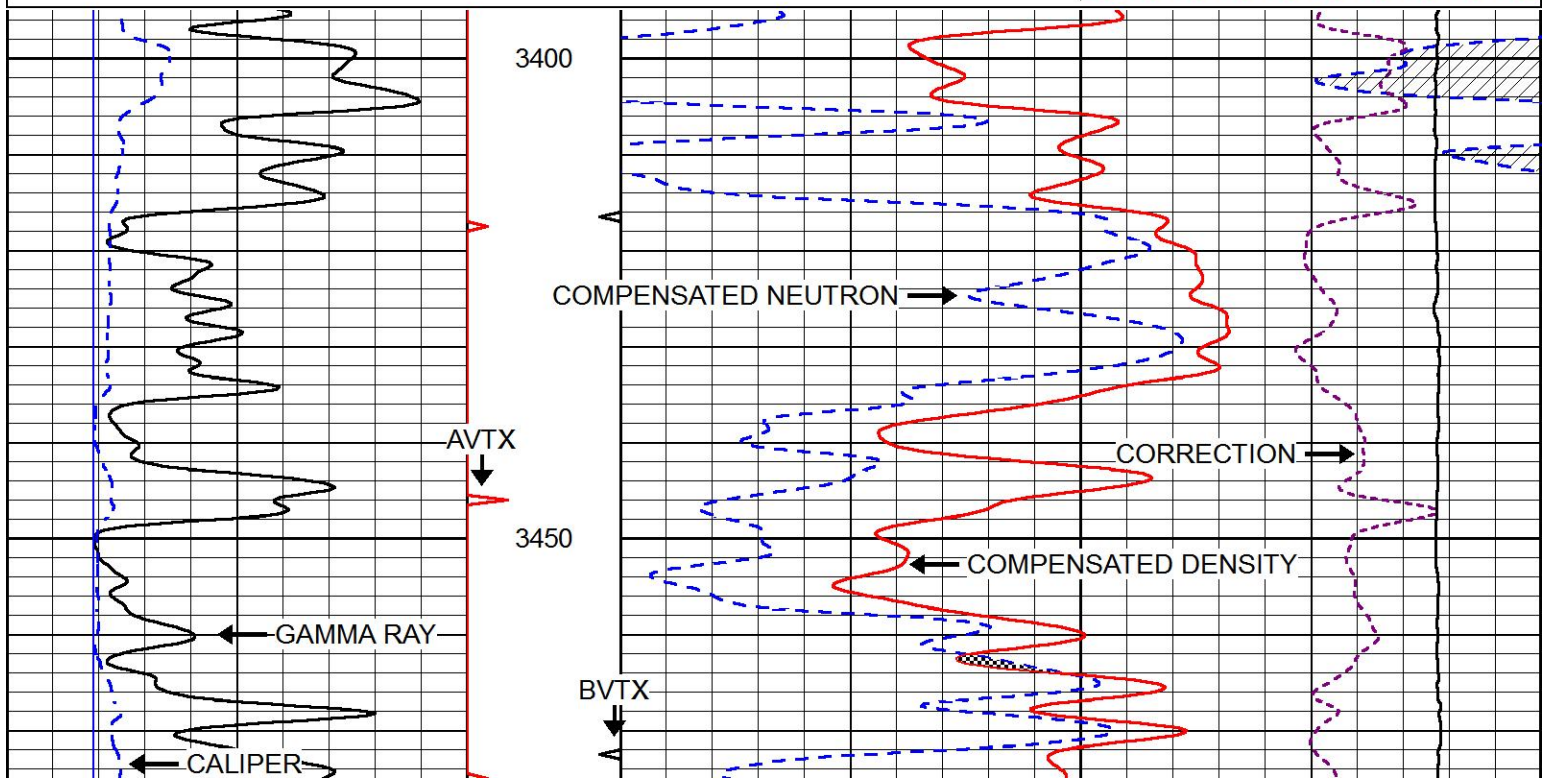 3400
COMPENSATED NEUTRON
AVTX
CORRECTION
3450
COMPENSATED DENSITY
GAMMA RAY
BVTX
CALIPER